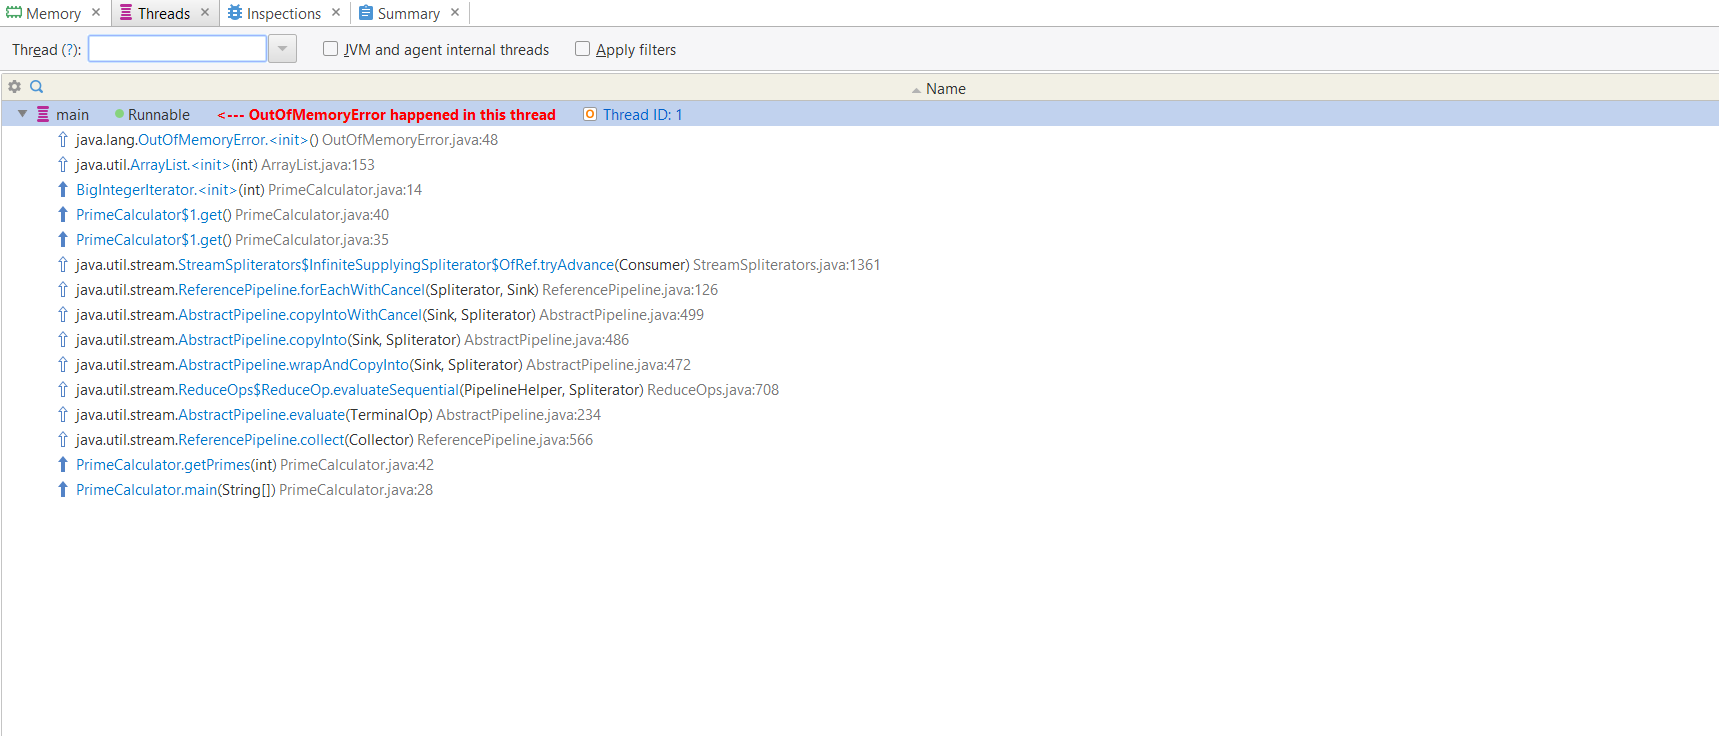 Memory × Threads × Inspections × Summary ×
Thread (?): JVM and agent internal threads Apply filters
Name
main Runnable <--- OutOfMemoryError happened in this thread O Thread ID: 1
java.lang.OutOfMemoryError.<init>() OutOfMemoryError.java:48
java.util.ArrayList.<init>(int) ArrayList.java:153
BigIntegerIterator.<init>(int) PrimeCalculator.java:14
PrimeCalculator$1.get() PrimeCalculator.java:40
PrimeCalculator$1.get() PrimeCalculator.java:35
java.util.stream.StreamSpliterators$InfiniteSupplyingSpliterator$OfRef.tryAdvance(Consumer) StreamSpliterators.java:1361
java.util.stream.ReferencePipeline.forEachWithCancel(Spliterator, Sink) ReferencePipeline.java:126
java.util.stream.AbstractPipeline.copyIntoWithCancel(Sink, Spliterator) AbstractPipeline.java:499
java.util.stream.AbstractPipeline.copyInto(Sink, Spliterator) AbstractPipeline.java:486
java.util.stream.AbstractPipeline.wrapAndCopyInto(Sink, Spliterator) AbstractPipeline.java:472
java.util.stream.ReduceOps$ReduceOp.evaluateSequential(PipelineHelper, Spliterator) ReduceOps.java:708
java.util.stream.AbstractPipeline.evaluate(TerminalOp) AbstractPipeline.java:234
java.util.stream.ReferencePipeline.collect(Collector) ReferencePipeline.java:566
PrimeCalculator.getPrimes(int) PrimeCalculator.java:42
PrimeCalculator.main(String[]) PrimeCalculator.java:28